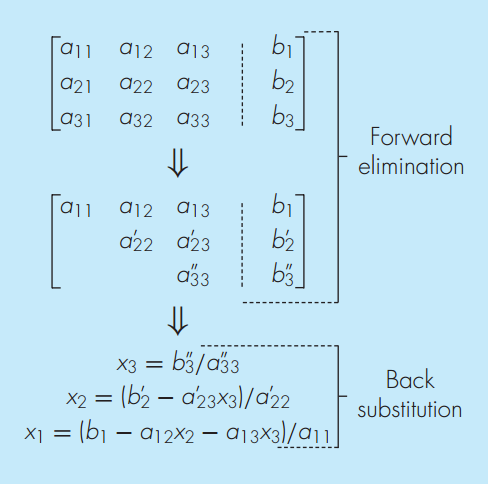 a11 a12 a13 b1
a21 a22 a23 b2
a31 a32 a33 b3
Forward
elimination
⇓
a11 a12 a13 b1
a′22 a′23 b′2
a″33 b″3
⇓
x3 = b″3/a″33
x2 = (b′2 − a′23x3)/a′22
x1 = (b1 − a12x2 − a13x3)/a11
Back
substitution